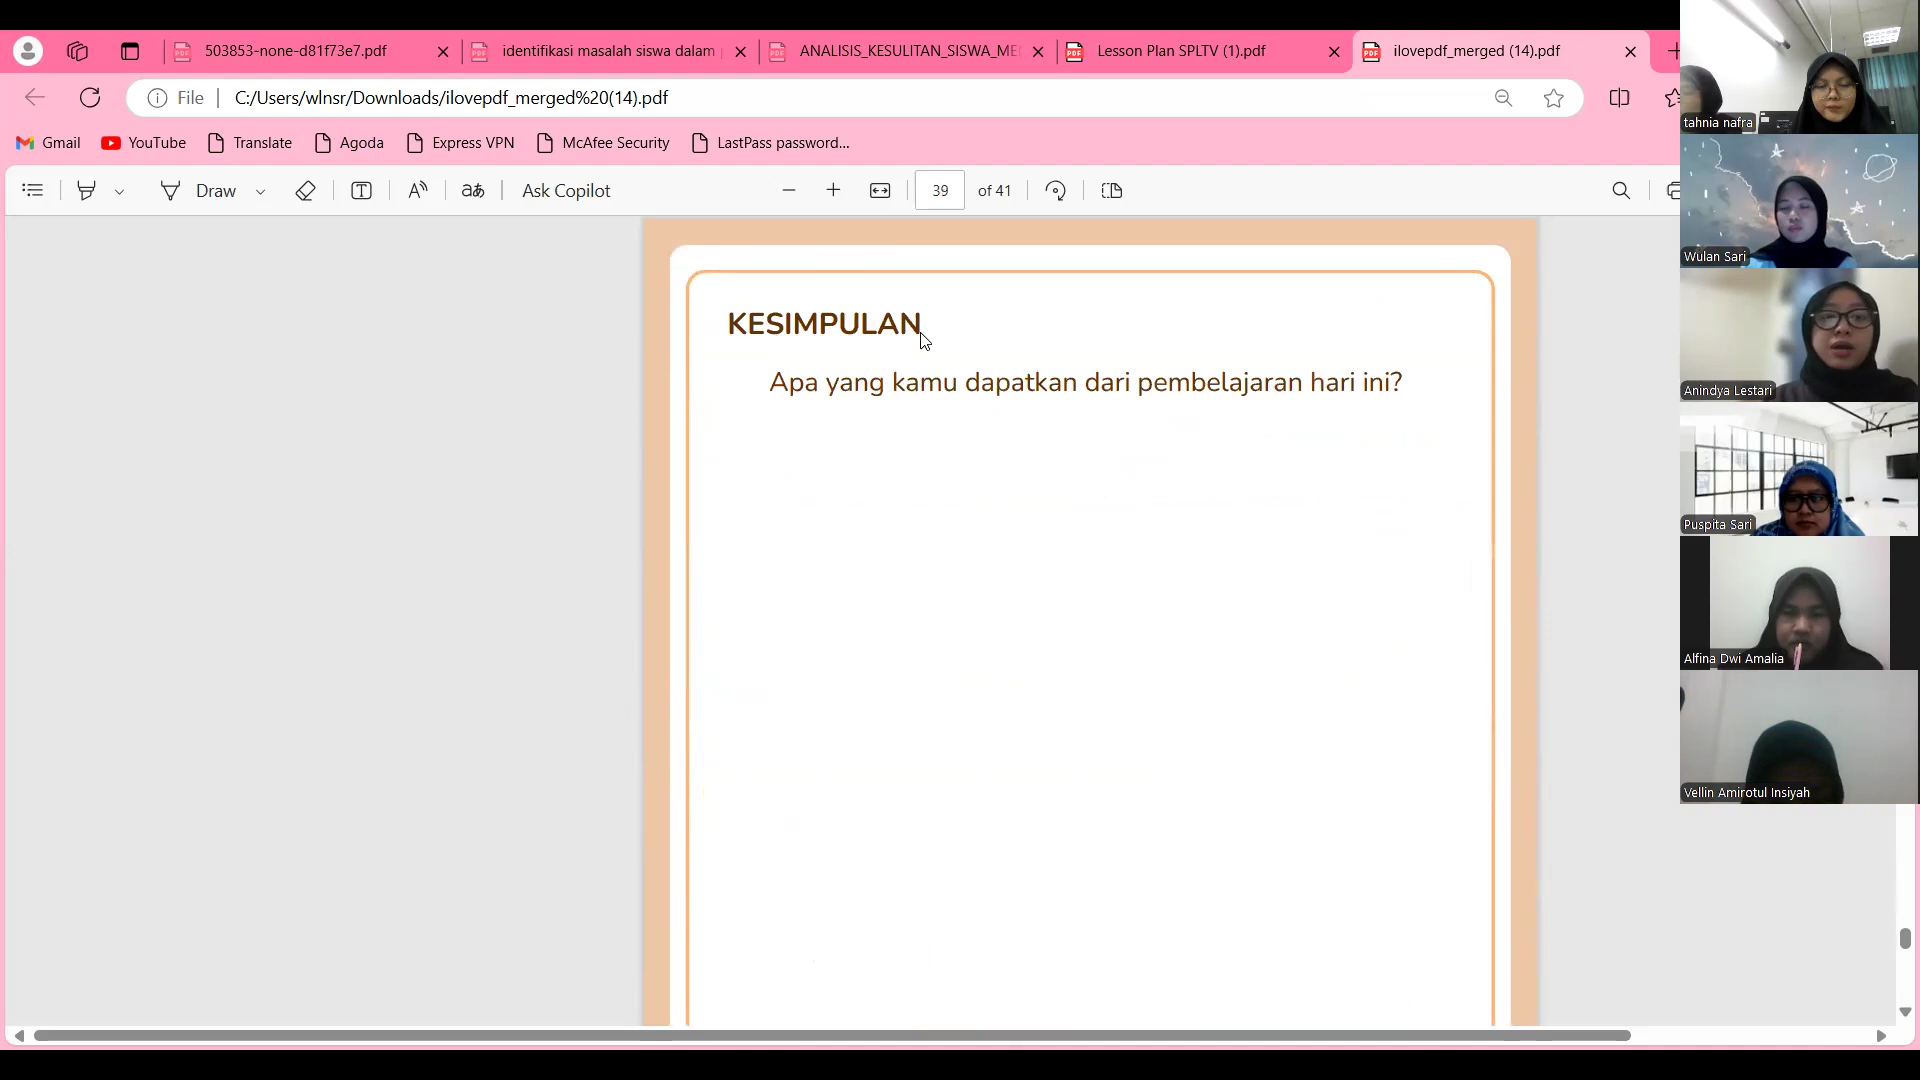 503853-none-d81f73e7.pdf
identifikasi masalah siswa dalam
ANALISIS_KESULITAN_SISWA_ME
Lesson Plan SPLTV (1).pdf
ilovepdf_merged (14).pdf
File
C:/Users/wlnsr/Downloads/ilovepdf_merged%20(14).pdf
Gmail
YouTube
Translate
Agoda
Express VPN
McAfee Security
LastPass password...
Draw
Ask Copilot
39
of 41
KESIMPULAN
Apa yang kamu dapatkan dari pembelajaran hari ini?
tahnia nafra
Wulan Sari
Anindya Lestari
Puspita Sari
Alfina Dwi Amalia
Vellin Amirotul Insiyah